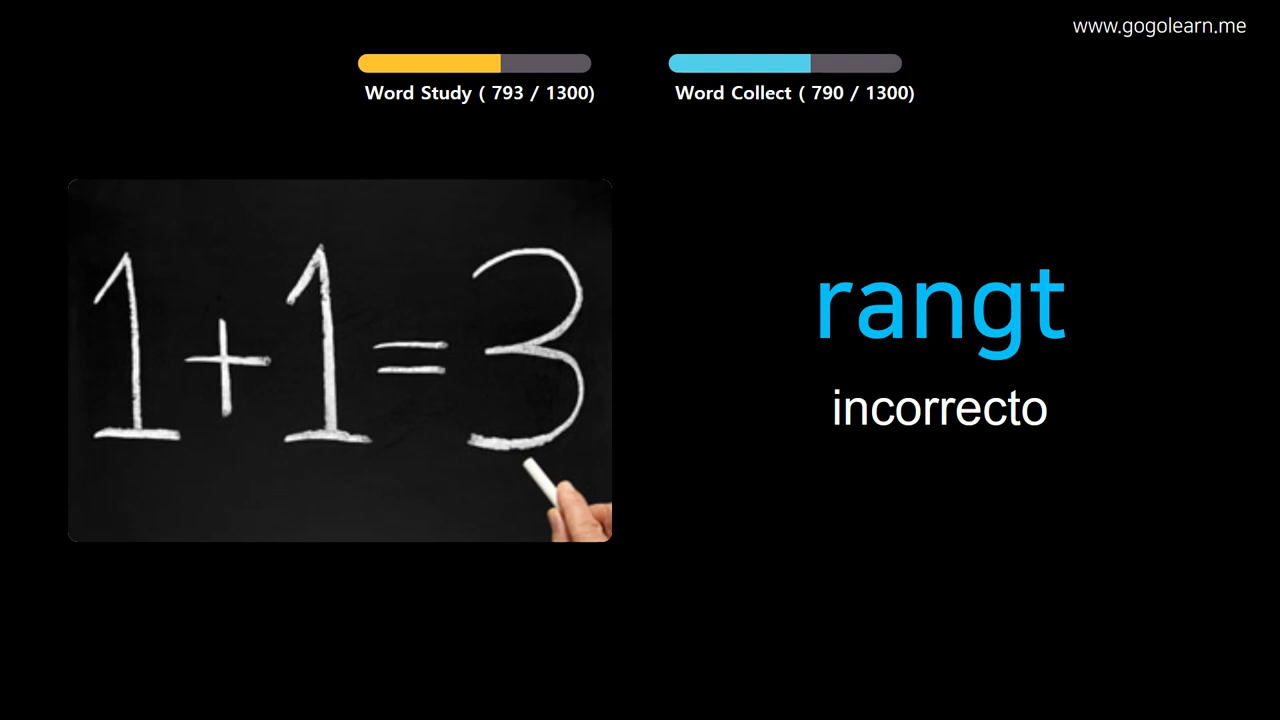 www.gogolearn.me
Word Study ( 793 / 1300)
Word Collect ( 790 / 1300)
1+1=3
rangt
incorrecto